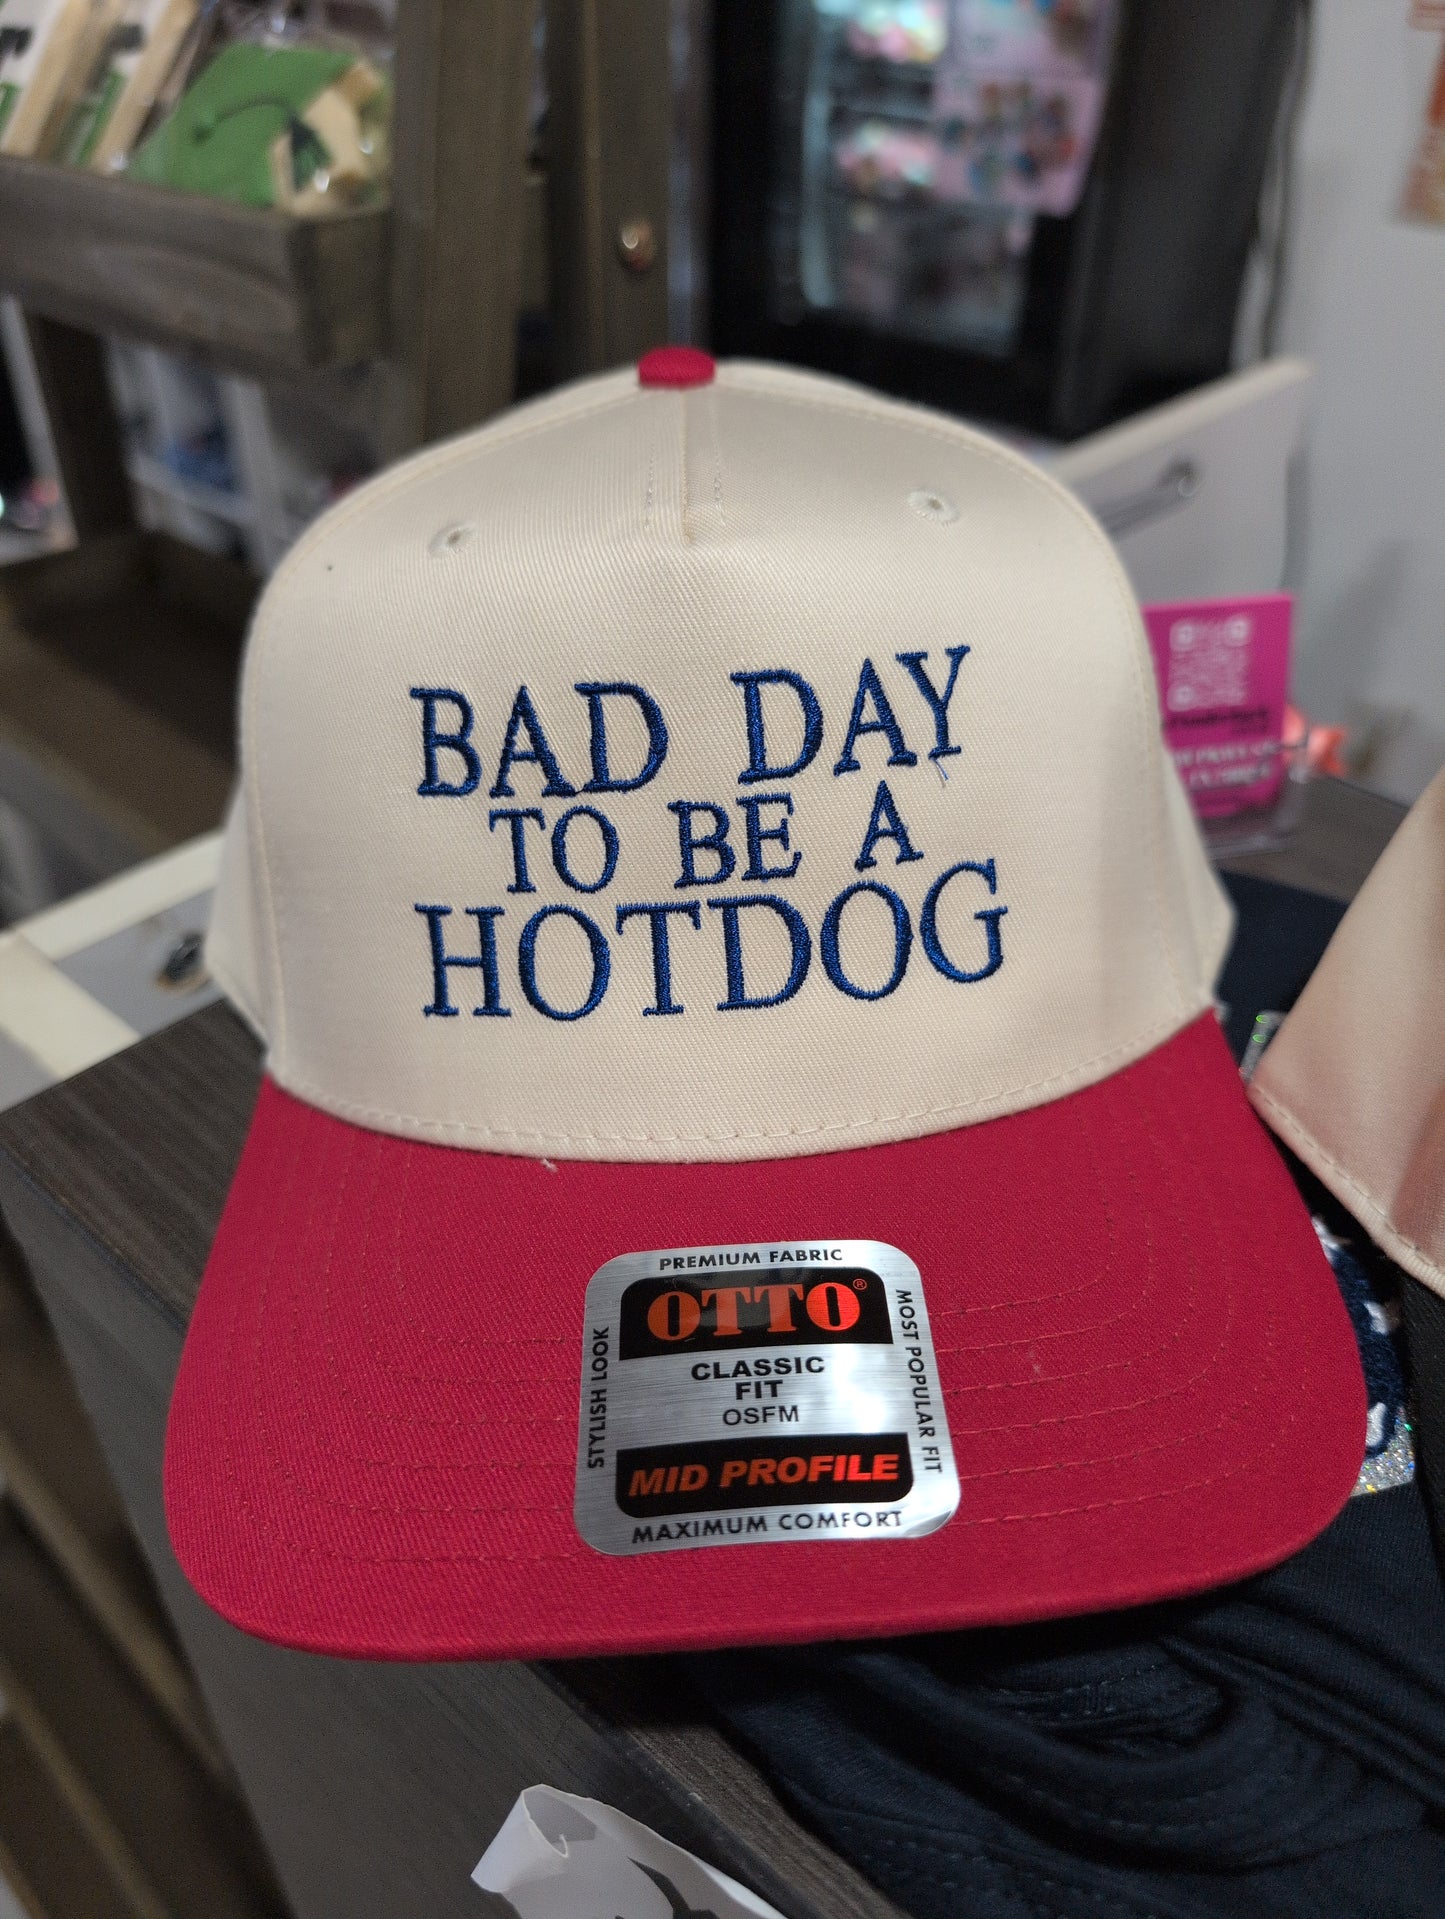 BAD DAY
TO BE A
HOTDOG
PREMIUM FABRIC
OTTO®
STYLISH LOOK
CLASSIC
FIT
OSFM
MOST POPULAR FIT
MID PROFILE
MAXIMUM COMFORT